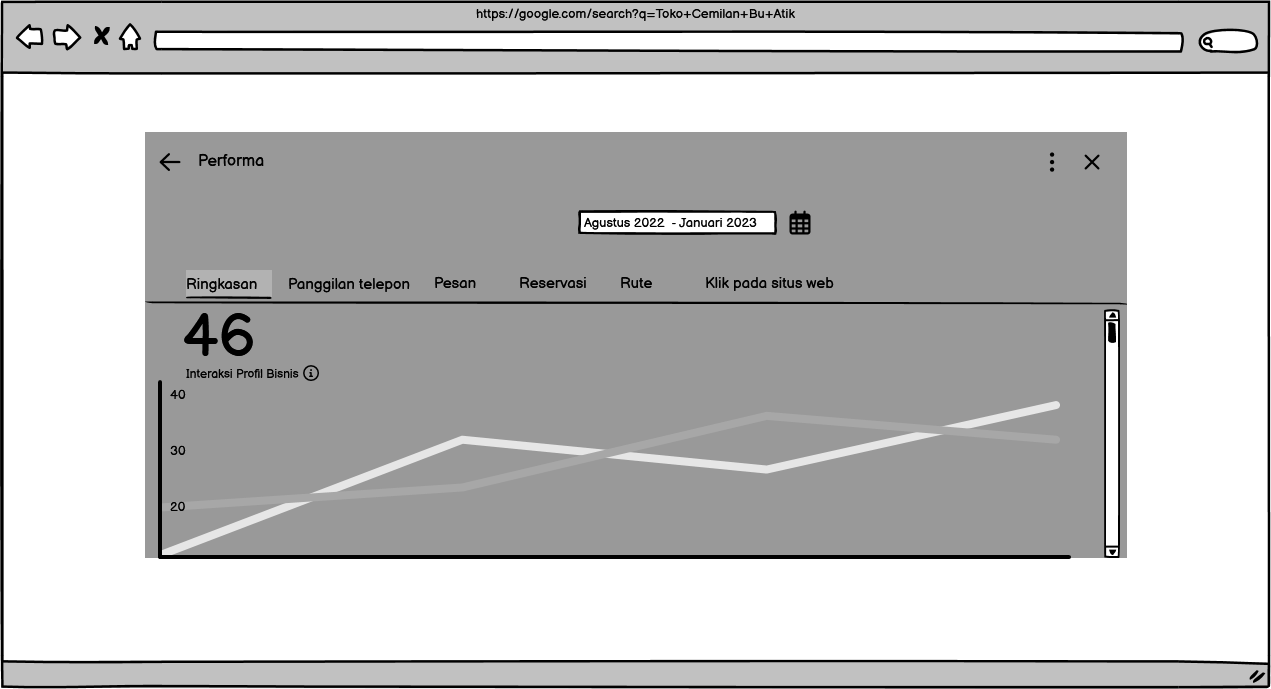 https://google.com/search?q=Toko+Cemilan+Bu+Atik
Performa
Agustus 2022 - Januari 2023
Ringkasan Panggilan telepon Pesan Reservasi Rute Klik pada situs web
46
Interaksi Profil Bisnis
40
30
20